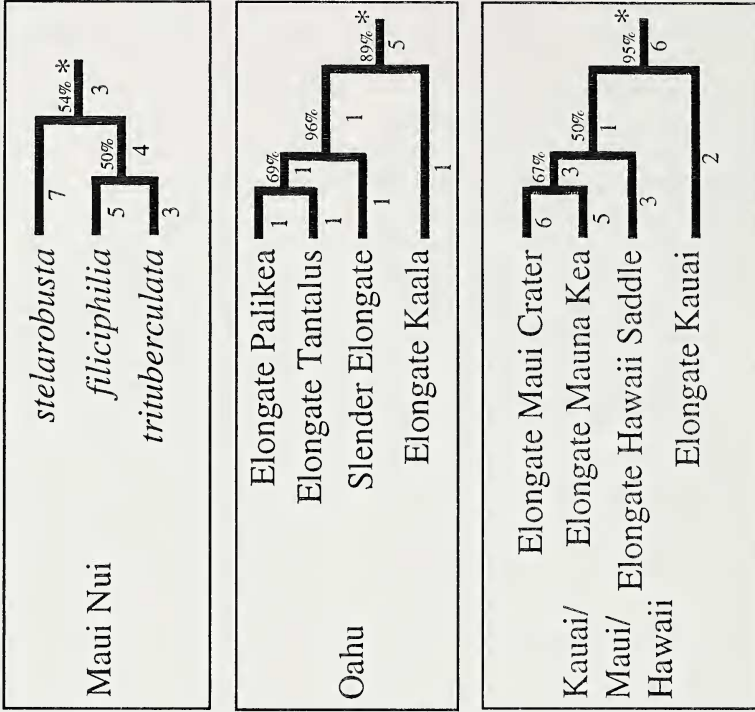 Maui Nui
stelarobusta
filiciphilia
trituberculata
7
5
3
50%
4
54% *
3
Oahu
Elongate Palikea
Elongate Tantalus
Slender Elongate
Elongate Kaala
1
1
69%
1
1
96%
1
1
89% *
5
Kauai/
Maui/
Hawaii
Elongate Maui Crater
Elongate Mauna Kea
Elongate Hawaii Saddle
Elongate Kauai
6
5
67%
3
3
50%
1
2
95% *
6